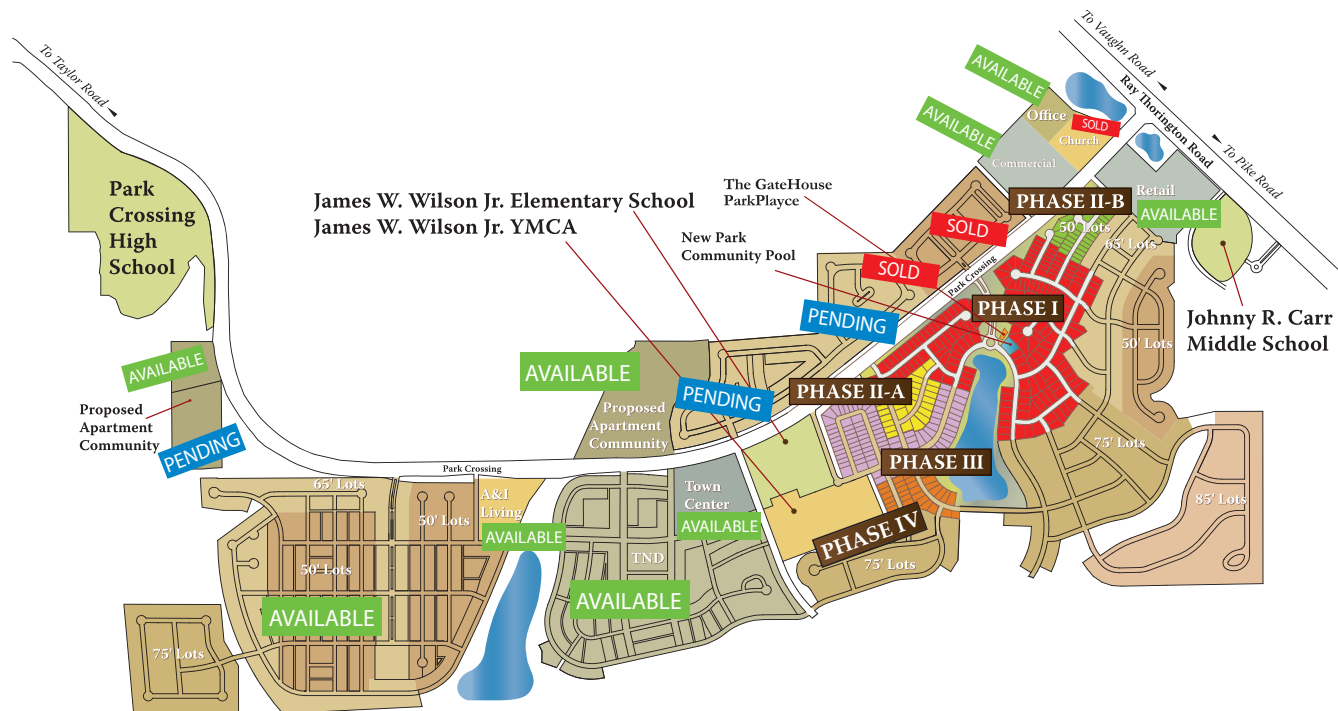 To Taylor Road
To Vaughn Road
Ray Thorington Road
To Pike Road
AVAILABLE
AVAILABLE
Office
SOLD
Church
Commercial
Park
Crossing
High
School
James W. Wilson Jr. Elementary School
James W. Wilson Jr. YMCA
The GateHouse
ParkPlayce
New Park
Community Pool
SOLD
SOLD
PENDING
Park Crossing
PHASE II-B
Retail
AVAILABLE
50' Lots
65' Lots
PHASE I
50' Lots
Johnny R. Carr
Middle School
AVAILABLE
Proposed
Apartment
Community
PENDING
AVAILABLE
PENDING
Proposed
Apartment
Community
PHASE II-A
PHASE III
75' Lots
85' Lots
PHASE IV
75' Lots
Park Crossing
65' Lots
50' Lots
A&I
Living
AVAILABLE
Town
Center
AVAILABLE
TND
AVAILABLE
50' Lots
AVAILABLE
75' Lots